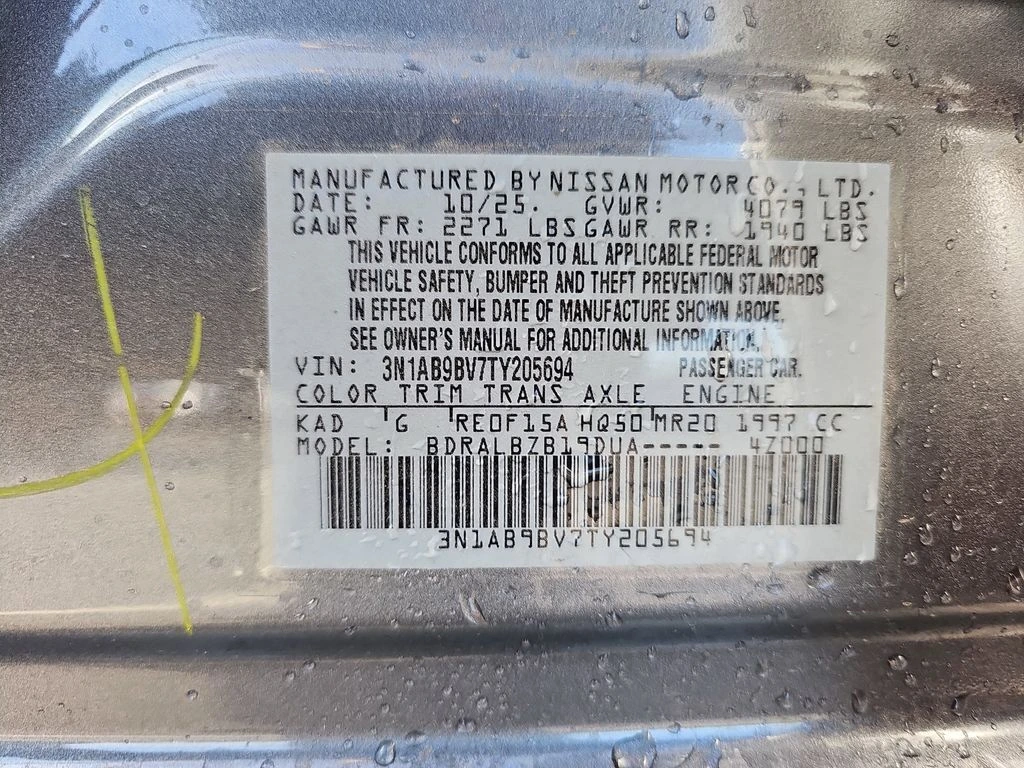 MANUFACTURED BY NISSAN MOTOR CO., LTD.
DATE: 10/25. GVWR: 4079 LBS
GAWR FR: 2271 LBS GAWR RR: 1940 LBS
THIS VEHICLE CONFORMS TO ALL APPLICABLE FEDERAL MOTOR
VEHICLE SAFETY, BUMPER AND THEFT PREVENTION STANDARDS
IN EFFECT ON THE DATE OF MANUFACTURE SHOWN ABOVE.
SEE OWNER'S MANUAL FOR ADDITIONAL INFORMATION.
VIN: 3N1AB9BV7TY205694 PASSENGER CAR.
COLOR TRIM TRANS AXLE ENGINE
KAD G RE0F15A HQ50 MR20 1997 CC
MODEL: BDRALBZB19DUA----- 4Z000
3N1AB9BV7TY205694